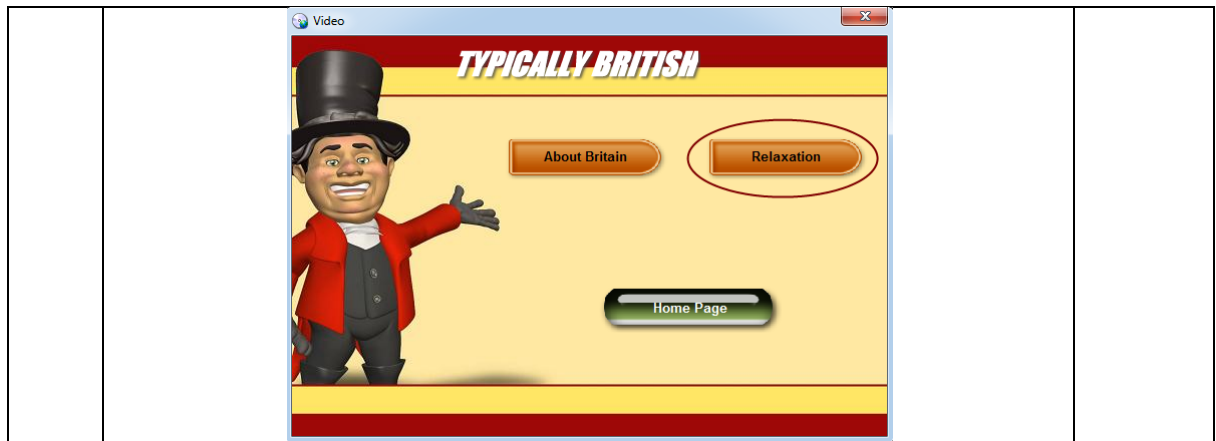 Video
TYPICALLY BRITISH
About Britain
Relaxation
Home Page